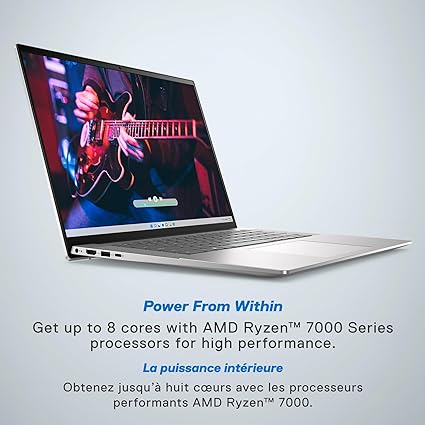 Power From Within
Get up to 8 cores with AMD Ryzen™ 7000 Series
processors for high performance.
La puissance intérieure
Obtenez jusqu'à huit cœurs avec les processeurs
performants AMD Ryzen™ 7000.